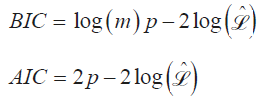 BIC = log(m) p − 2 log(ℒ̂)
AIC = 2p − 2 log(ℒ̂)